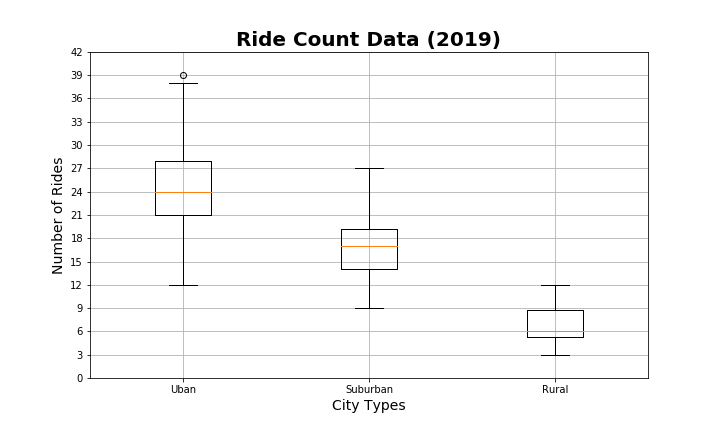 Ride Count Data (2019)
Number of Rides
42
39
36
33
30
27
24
21
18
15
12
9
6
3
0
Uban
Suburban
Rural
City Types